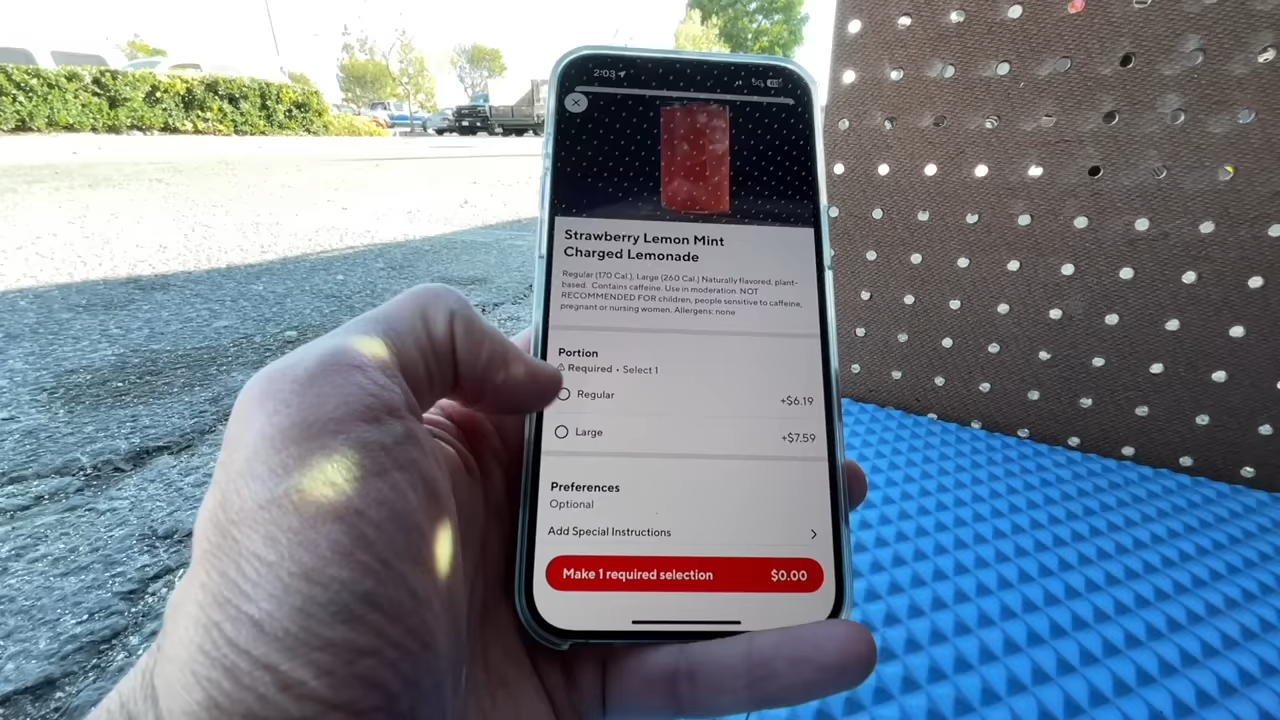 2:03
5G
Strawberry Lemon Mint
Charged Lemonade
Regular (170 Cal.), Large (260 Cal.) Naturally flavored, plant-
based. Contains caffeine. Use in moderation. NOT
RECOMMENDED FOR children, people sensitive to caffeine,
pregnant or nursing women. Allergens: none
Portion
Required • Select 1
Regular +$6.19
Large +$7.59
Preferences
Optional
Add Special Instructions
Make 1 required selection $0.00